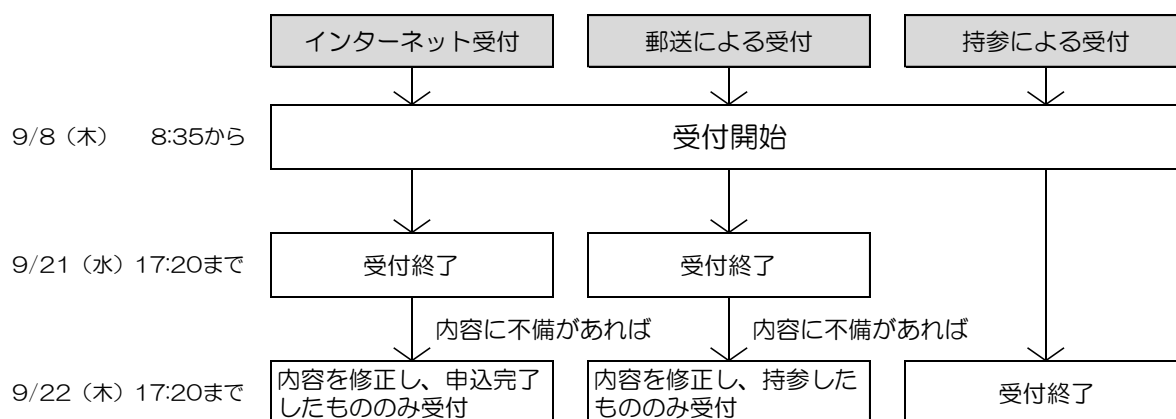 インターネット受付
郵送による受付
持参による受付
9/8（木）　8:35から
受付開始
9/21（水）17:20まで
受付終了
受付終了
内容に不備があれば
内容に不備があれば
9/22（木）17:20まで
内容を修正し、申込完了
したもののみ受付
内容を修正し、持参した
もののみ受付
受付終了